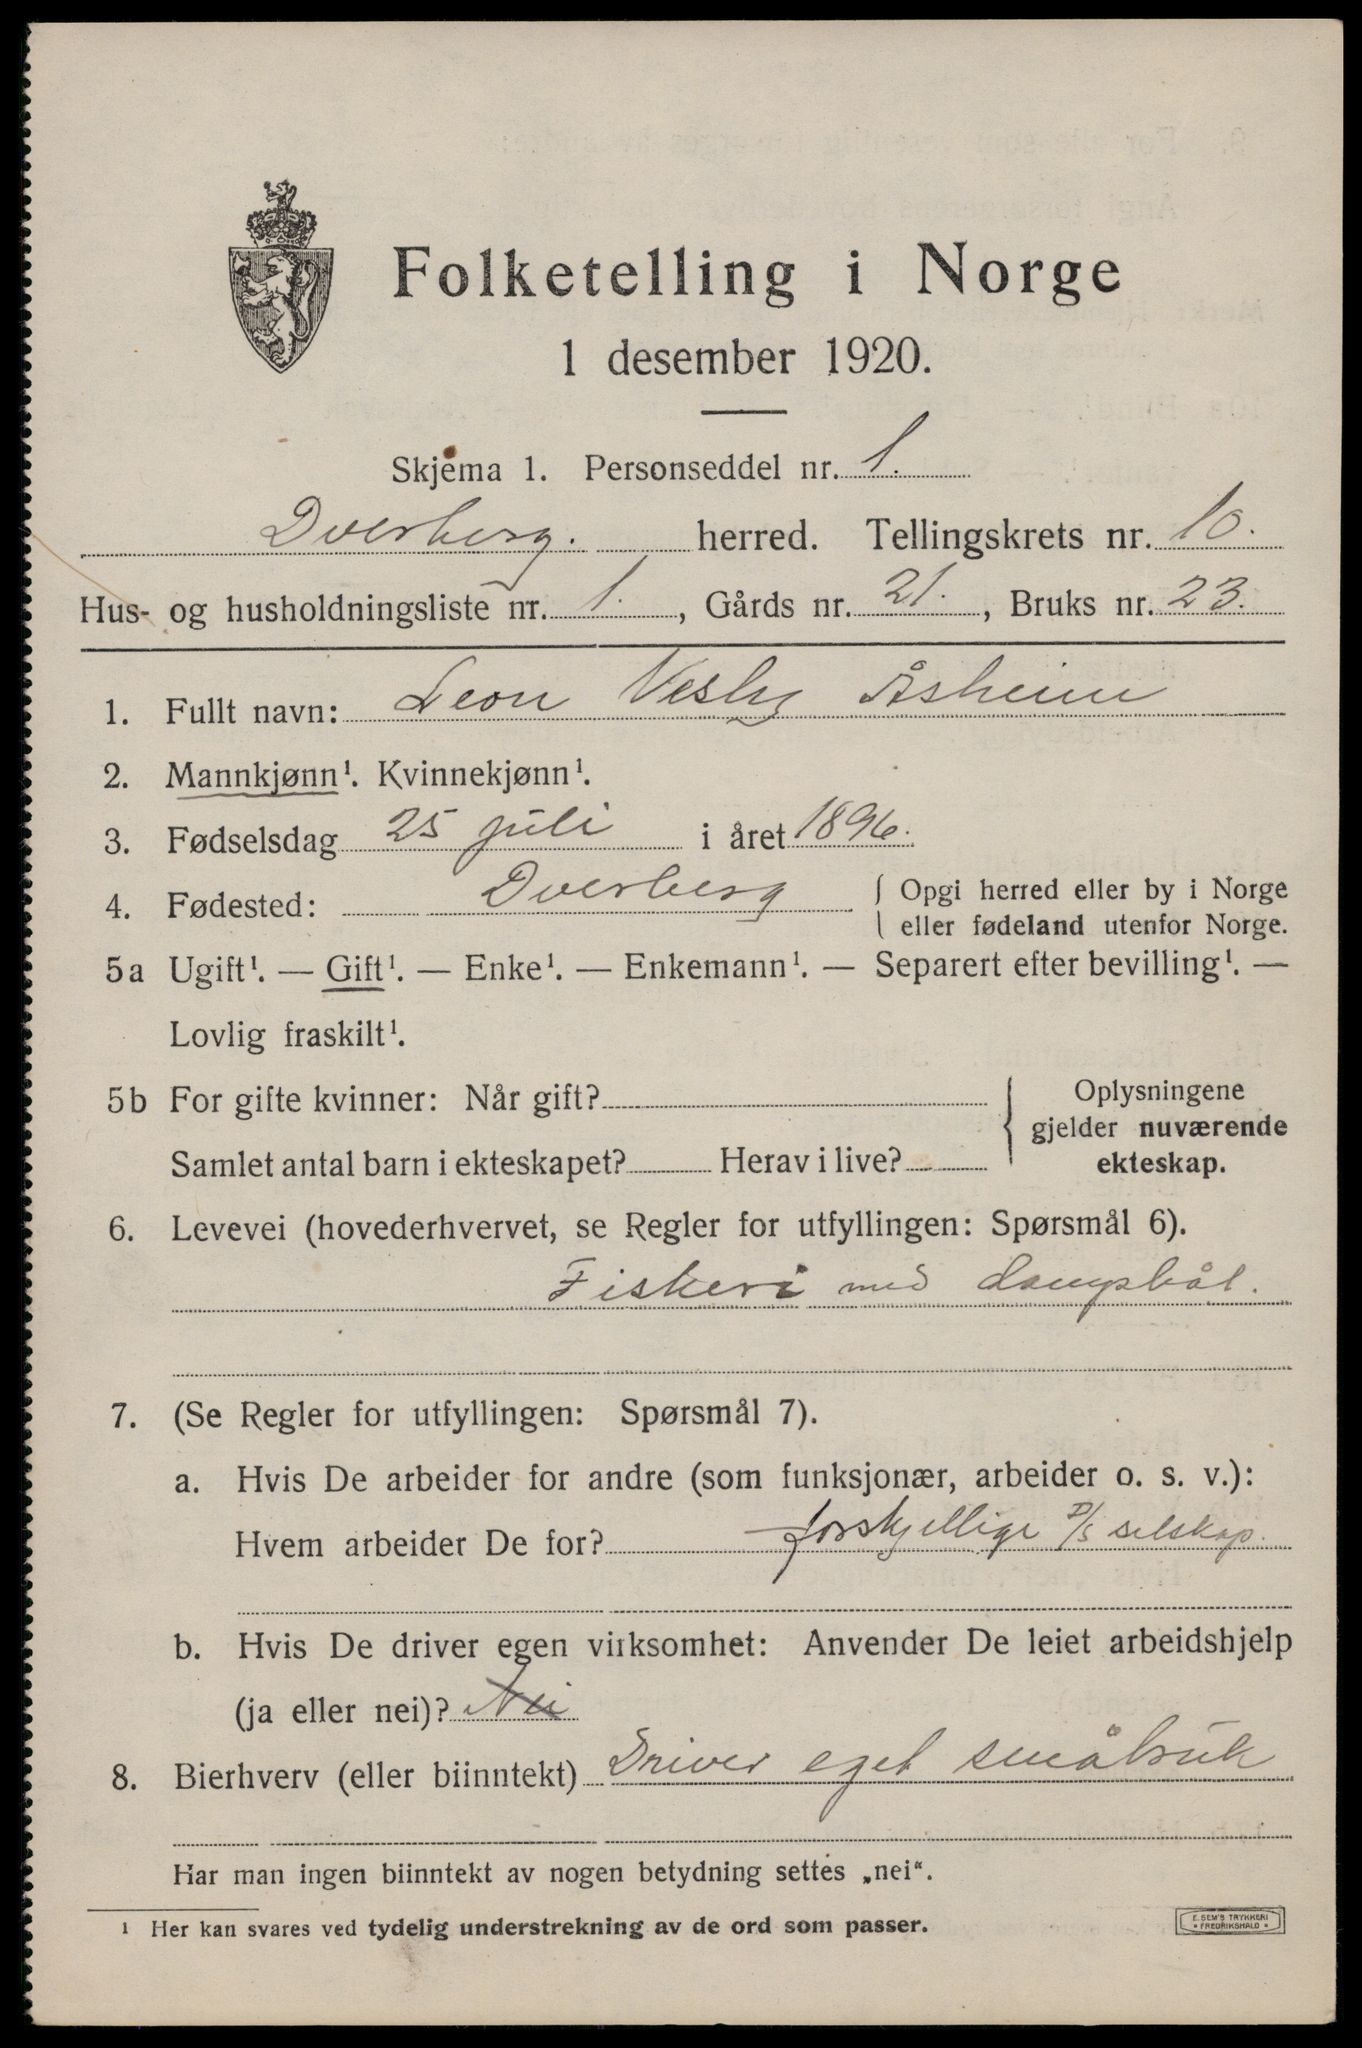 Folketelling i Norge
1 desember 1920.
Skjema 1. Personseddel nr. 1.
Dverberg. herred. Tellingskrets nr. 10.
Hus- og husholdningsliste nr. 1., Gårds nr. 21., Bruks nr. 23.
1. Fullt navn: Leon Vesly Åsheim
2. Mannkjønn¹. Kvinnekjønn¹.
3. Fødselsdag 25 juli i året 1896.
4. Fødested: Dverberg { Opgi herred eller by i Norge
eller fødeland utenfor Norge.
5a Ugift¹. — Gift¹. — Enke¹. — Enkemann¹. — Separert efter bevilling¹. —
Lovlig fraskilt¹.
5b For gifte kvinner: Når gift?
Samlet antal barn i ekteskapet? Herav i live?
{ Oplysningene
gjelder nuværende
ekteskap.
6. Levevei (hovederhvervet, se Regler for utfyllingen: Spørsmål 6).
Fiskeri med dampbåt.
7. (Se Regler for utfyllingen: Spørsmål 7).
a. Hvis De arbeider for andre (som funksjonær, arbeider o. s. v.):
Hvem arbeider De for? forskjellige D/S selskap.
b. Hvis De driver egen virksomhet: Anvender De leiet arbeidshjelp
(ja eller nei)? Nei
8. Bierhverv (eller biinntekt) Driver eget småbruk
Har man ingen biinntekt av nogen betydning settes „nei“.
¹ Her kan svares ved tydelig understrekning av de ord som passer.
E. SEM'S TRYKKERI
• FREDRIKSHALD •